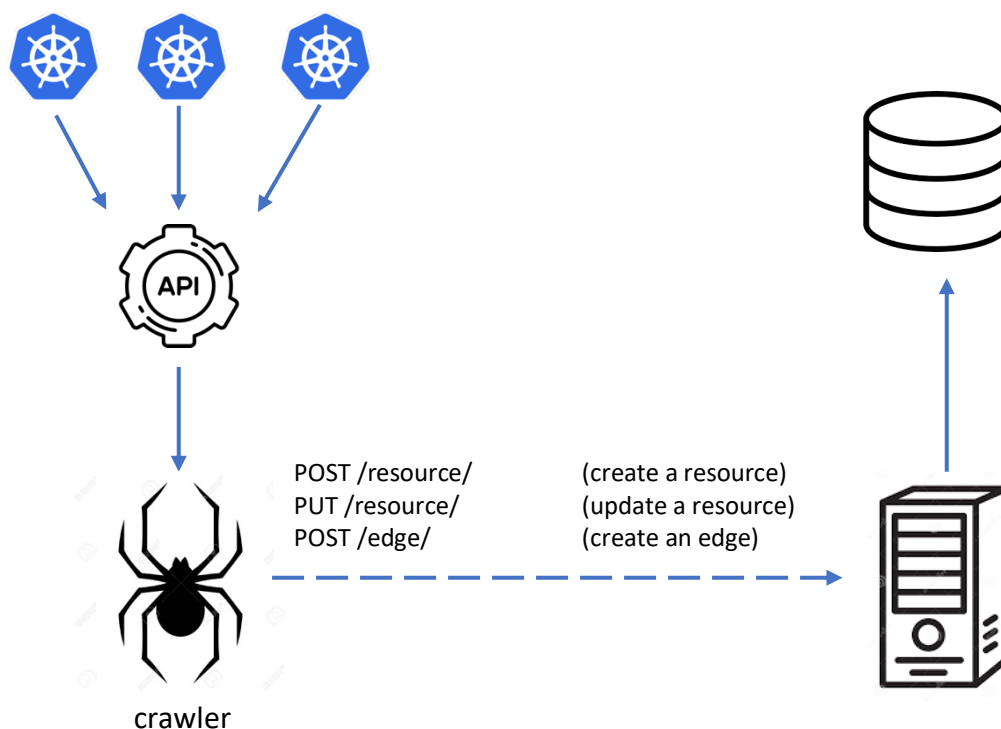 API
POST /resource/ (create a resource)
PUT /resource/ (update a resource)
POST /edge/ (create an edge)
crawler